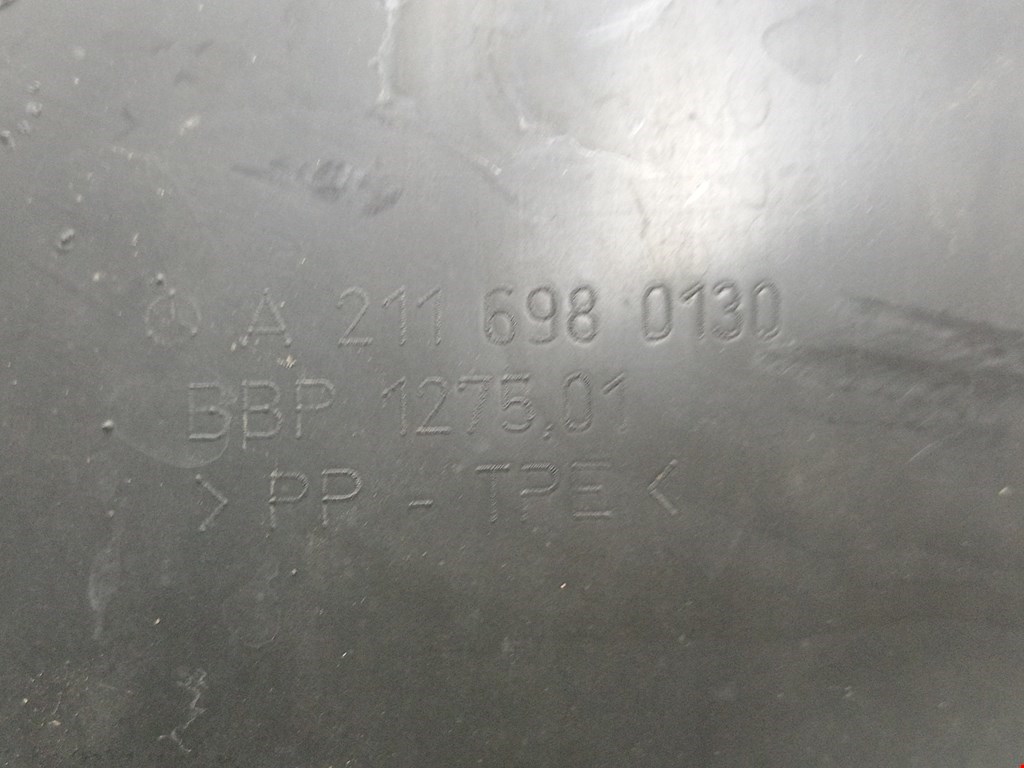 A 211 698 0130
BBP 1275,01
>PP - TPE<